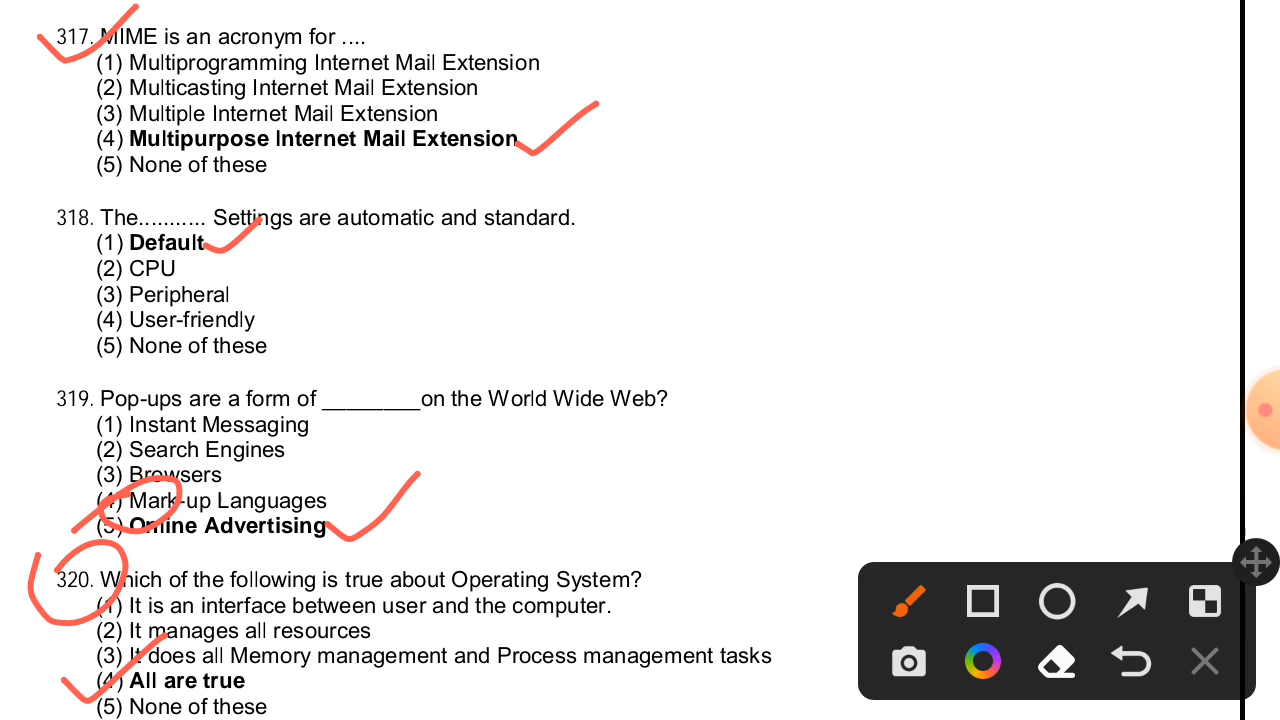 317. MIME is an acronym for ....
(1) Multiprogramming Internet Mail Extension
(2) Multicasting Internet Mail Extension
(3) Multiple Internet Mail Extension
(4) Multipurpose Internet Mail Extension
(5) None of these
318. The........... Settings are automatic and standard.
(1) Default
(2) CPU
(3) Peripheral
(4) User-friendly
(5) None of these
319. Pop-ups are a form of ________on the World Wide Web?
(1) Instant Messaging
(2) Search Engines
(3) Browsers
(4) Mark-up Languages
(5) Online Advertising
320. Which of the following is true about Operating System?
(1) It is an interface between user and the computer.
(2) It manages all resources
(3) It does all Memory management and Process management tasks
(4) All are true
(5) None of these